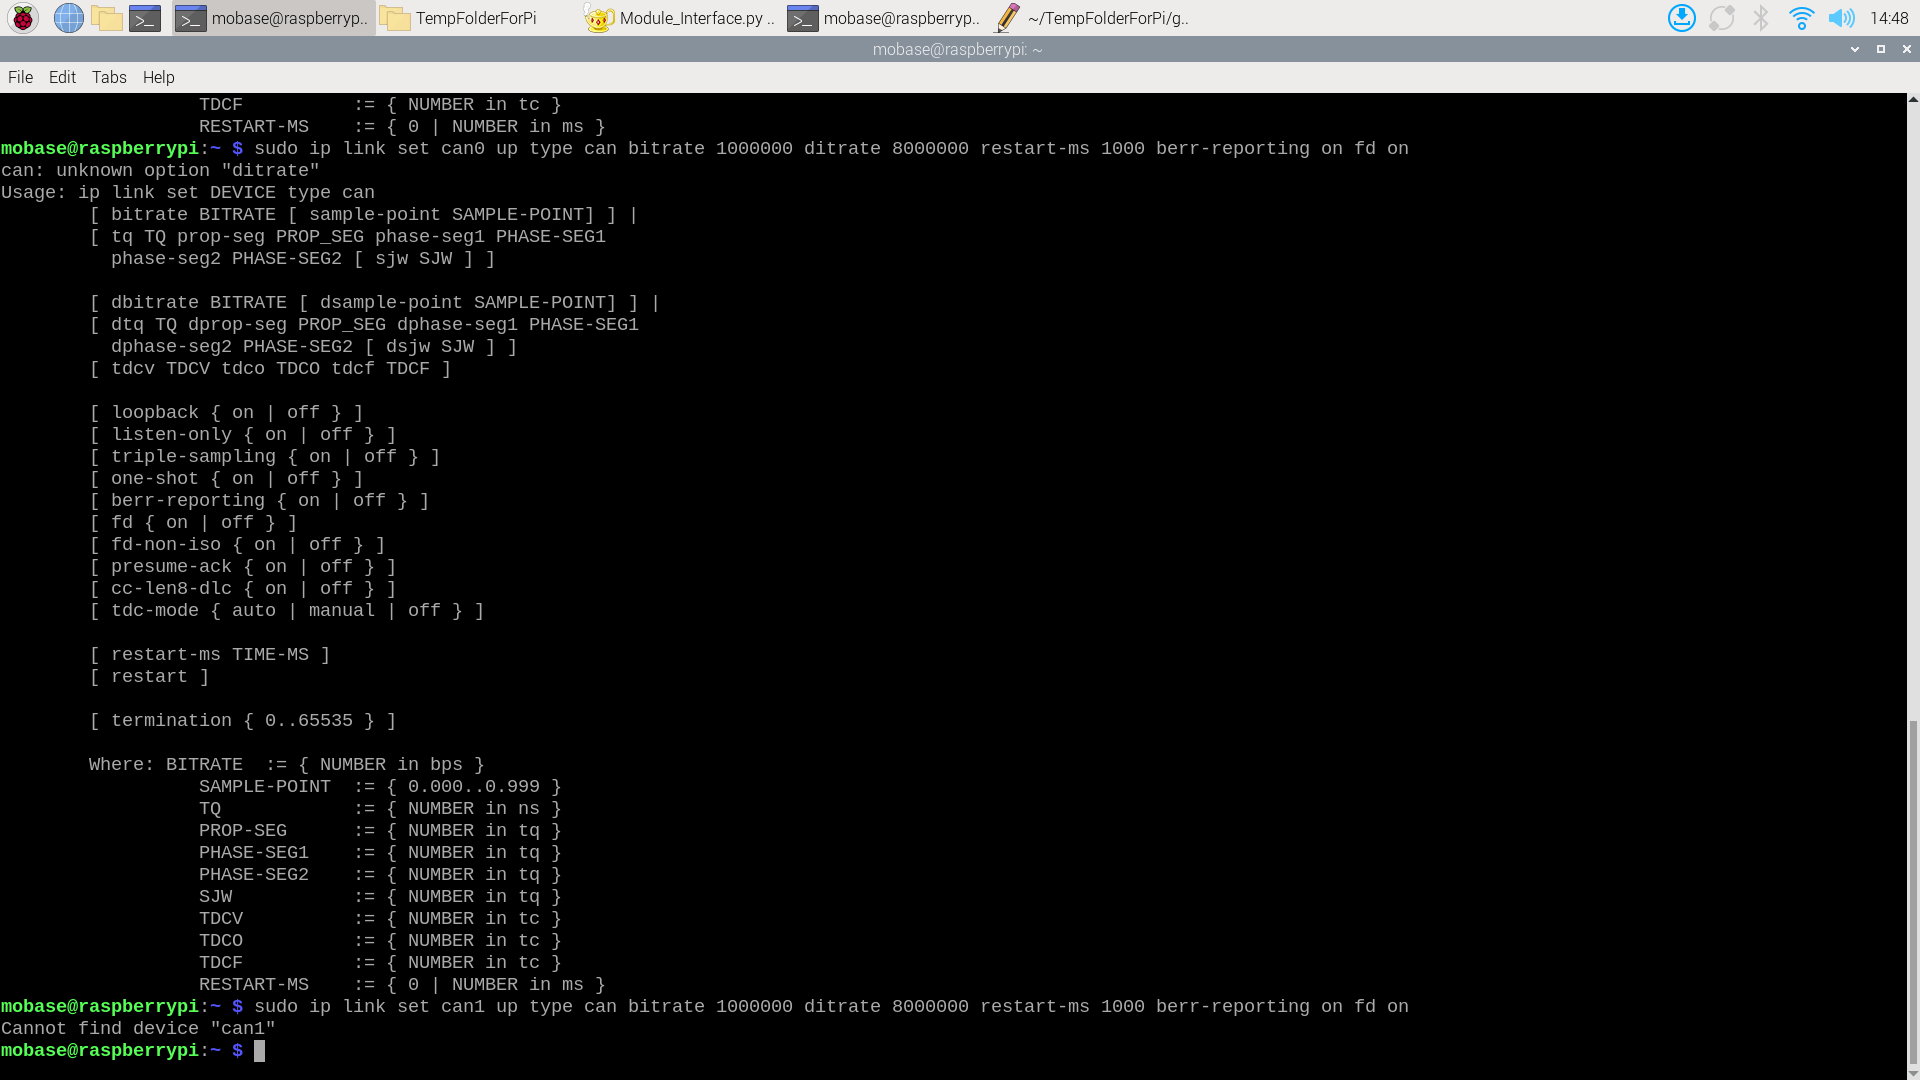 mobase@raspberryp..
TempFolderForPi
Module_Interface.py ..
mobase@raspberryp..
~/TempFolderForPi/g..
14:48
mobase@raspberrypi: ~
File Edit Tabs Help
TDCF := { NUMBER in tc }
RESTART-MS := { 0 | NUMBER in ms }
mobase@raspberrypi:~ $ sudo ip link set can0 up type can bitrate 1000000 ditrate 8000000 restart-ms 1000 berr-reporting on fd on
can: unknown option "ditrate"
Usage: ip link set DEVICE type can
[ bitrate BITRATE [ sample-point SAMPLE-POINT] ] |
[ tq TQ prop-seg PROP_SEG phase-seg1 PHASE-SEG1
phase-seg2 PHASE-SEG2 [ sjw SJW ] ]
[ dbitrate BITRATE [ dsample-point SAMPLE-POINT] ] |
[ dtq TQ dprop-seg PROP_SEG dphase-seg1 PHASE-SEG1
dphase-seg2 PHASE-SEG2 [ dsjw SJW ] ]
[ tdcv TDCV tdco TDCO tdcf TDCF ]
[ loopback { on | off } ]
[ listen-only { on | off } ]
[ triple-sampling { on | off } ]
[ one-shot { on | off } ]
[ berr-reporting { on | off } ]
[ fd { on | off } ]
[ fd-non-iso { on | off } ]
[ presume-ack { on | off } ]
[ cc-len8-dlc { on | off } ]
[ tdc-mode { auto | manual | off } ]
[ restart-ms TIME-MS ]
[ restart ]
[ termination { 0..65535 } ]
Where: BITRATE := { NUMBER in bps }
SAMPLE-POINT := { 0.000..0.999 }
TQ := { NUMBER in ns }
PROP-SEG := { NUMBER in tq }
PHASE-SEG1 := { NUMBER in tq }
PHASE-SEG2 := { NUMBER in tq }
SJW := { NUMBER in tq }
TDCV := { NUMBER in tc }
TDCO := { NUMBER in tc }
TDCF := { NUMBER in tc }
RESTART-MS := { 0 | NUMBER in ms }
mobase@raspberrypi:~ $ sudo ip link set can1 up type can bitrate 1000000 ditrate 8000000 restart-ms 1000 berr-reporting on fd on
Cannot find device "can1"
mobase@raspberrypi:~ $